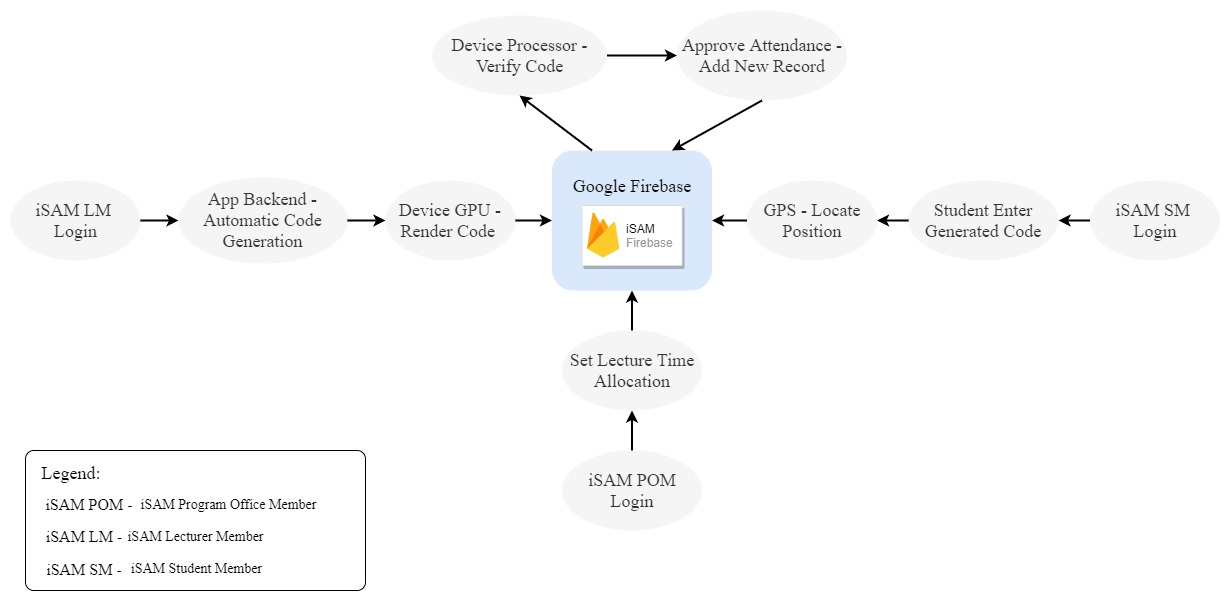 Device Processor -
Verify Code
Approve Attendance -
Add New Record
Google Firebase
iSAM
Firebase
iSAM LM
Login
App Backend -
Automatic Code
Generation
Device GPU -
Render Code
GPS - Locate
Position
Student Enter
Generated Code
iSAM SM
Login
Set Lecture Time
Allocation
iSAM POM
Login
Legend:
iSAM POM - iSAM Program Office Member
iSAM LM - iSAM Lecturer Member
iSAM SM - iSAM Student Member